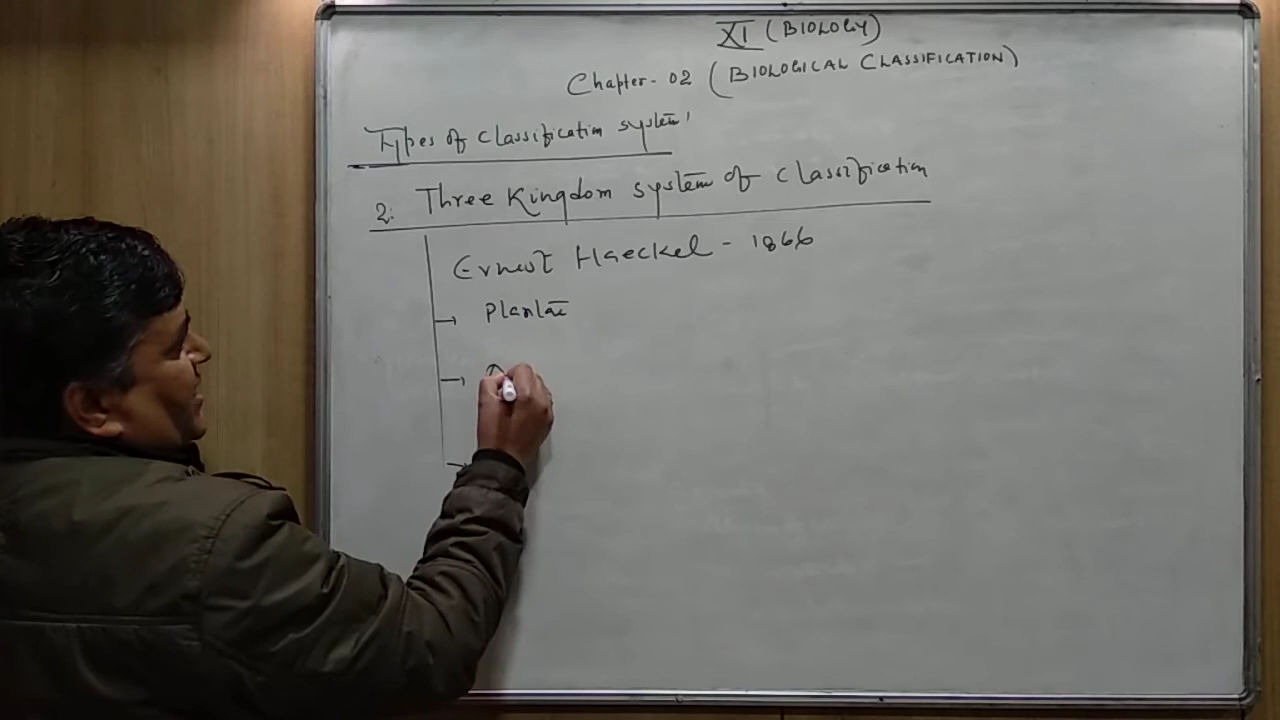 XI (BIOLOGY)
Chapter-02 (BIOLOGICAL CLASSIFICATION)
Types of classification system
2. Three Kingdom system of classification
Ernest Haeckel - 1866
→ Plantae
→
→